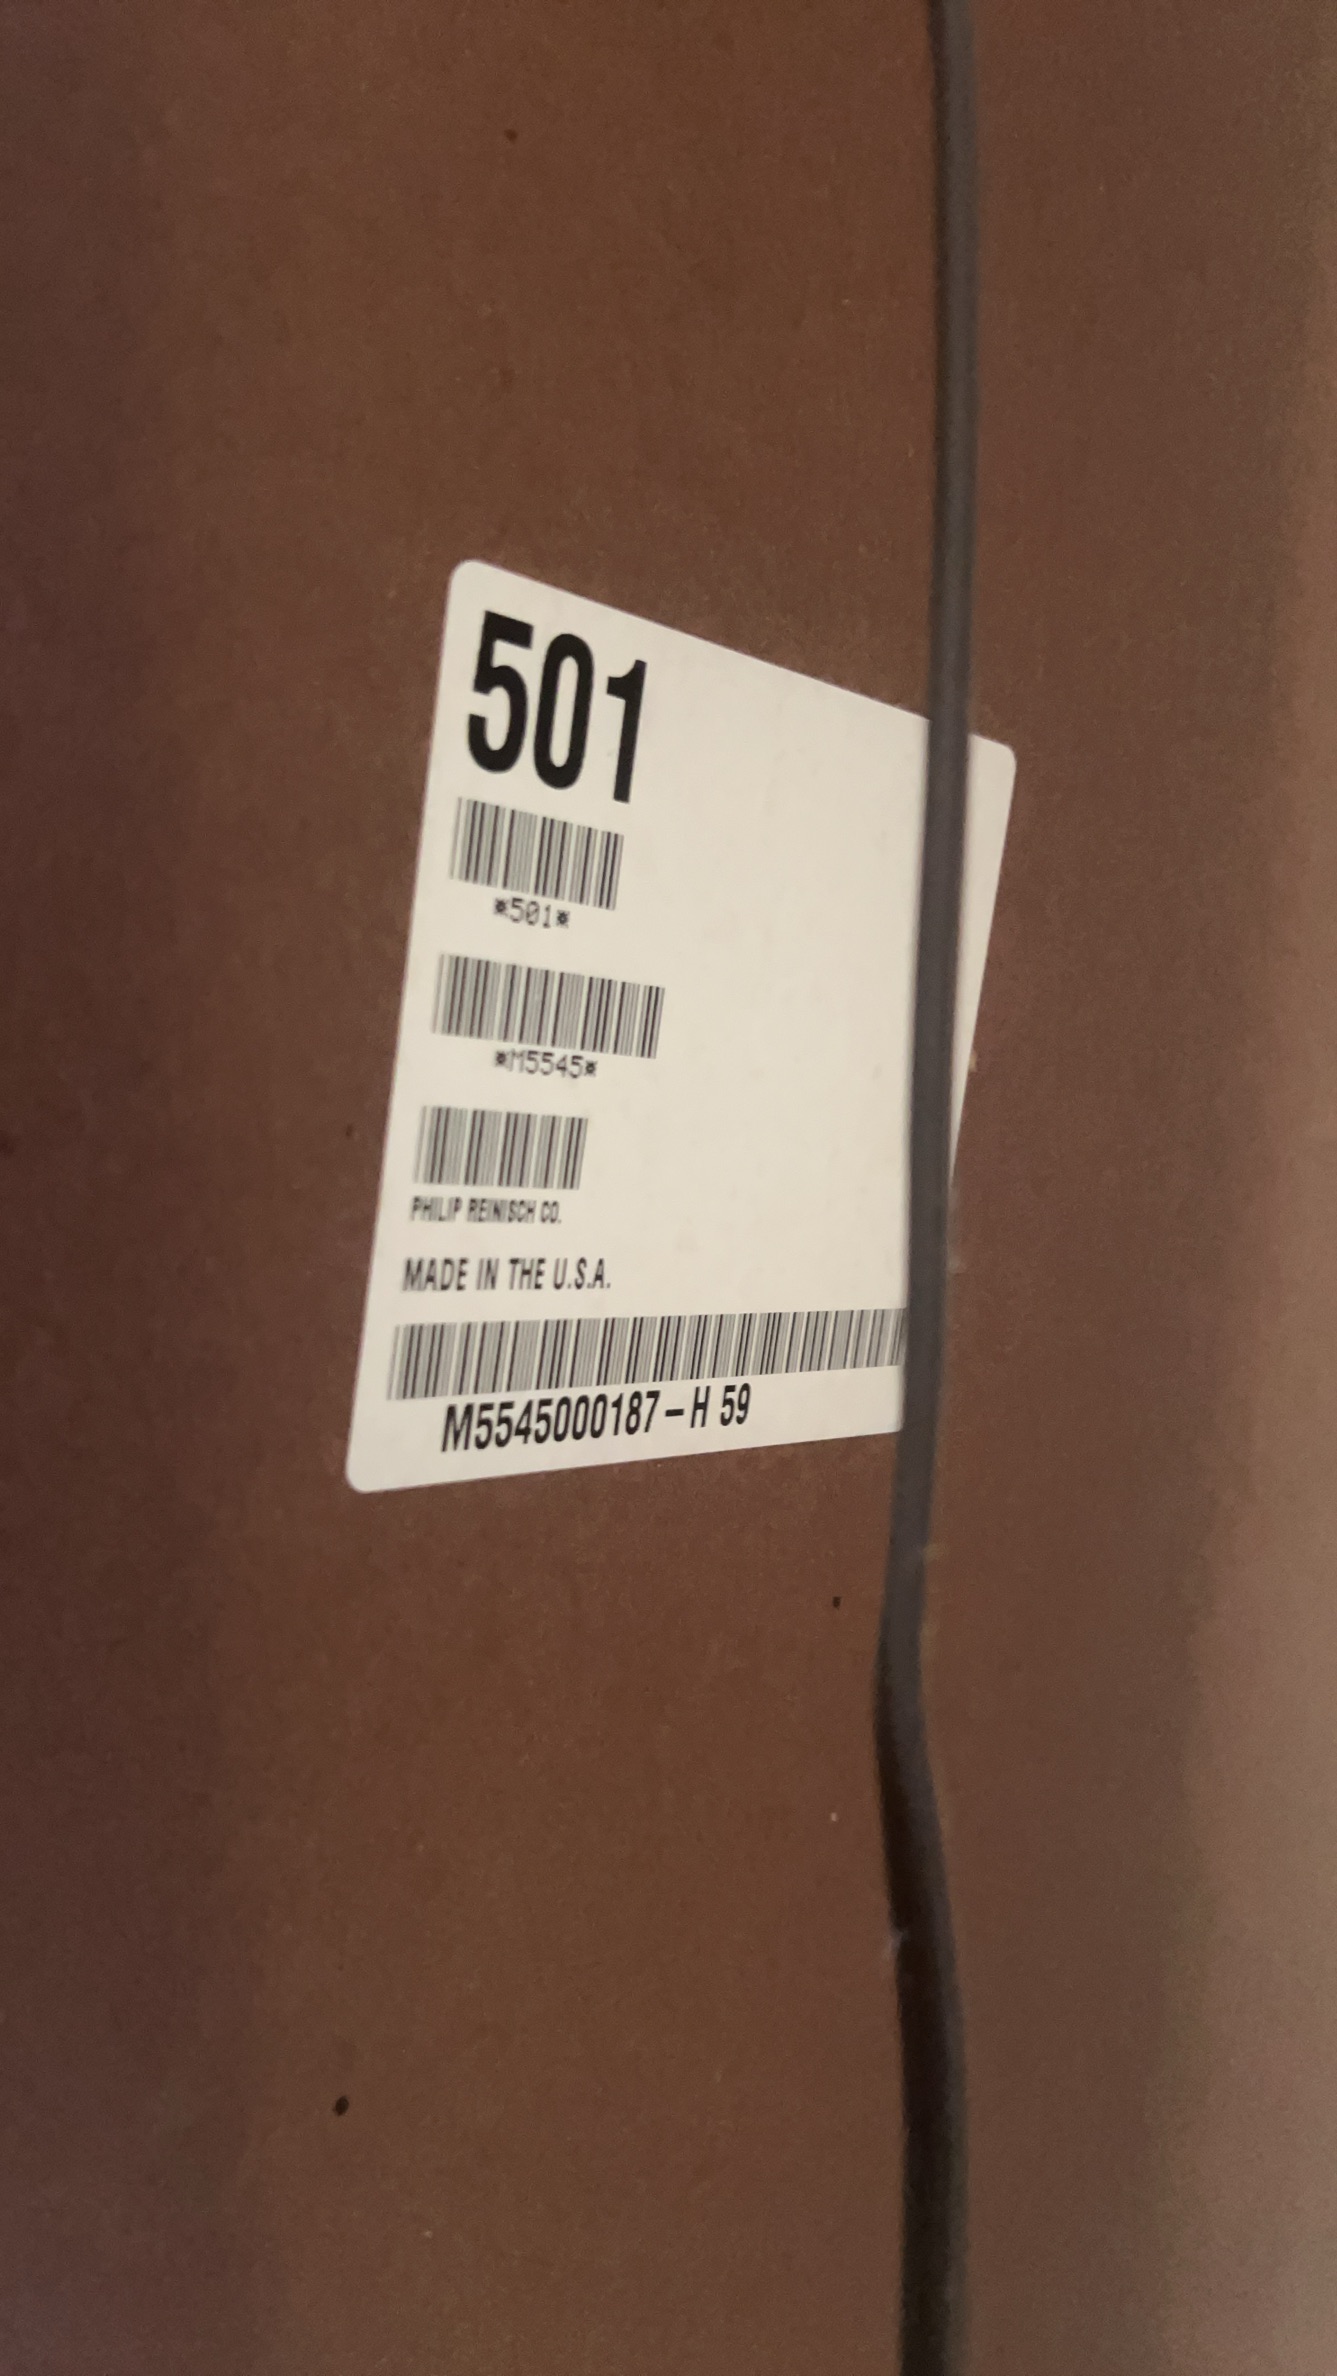 501
*501*
*M5545*
PHILIP REINISCH CO.
MADE IN THE U.S.A.
M5545000187-H 59